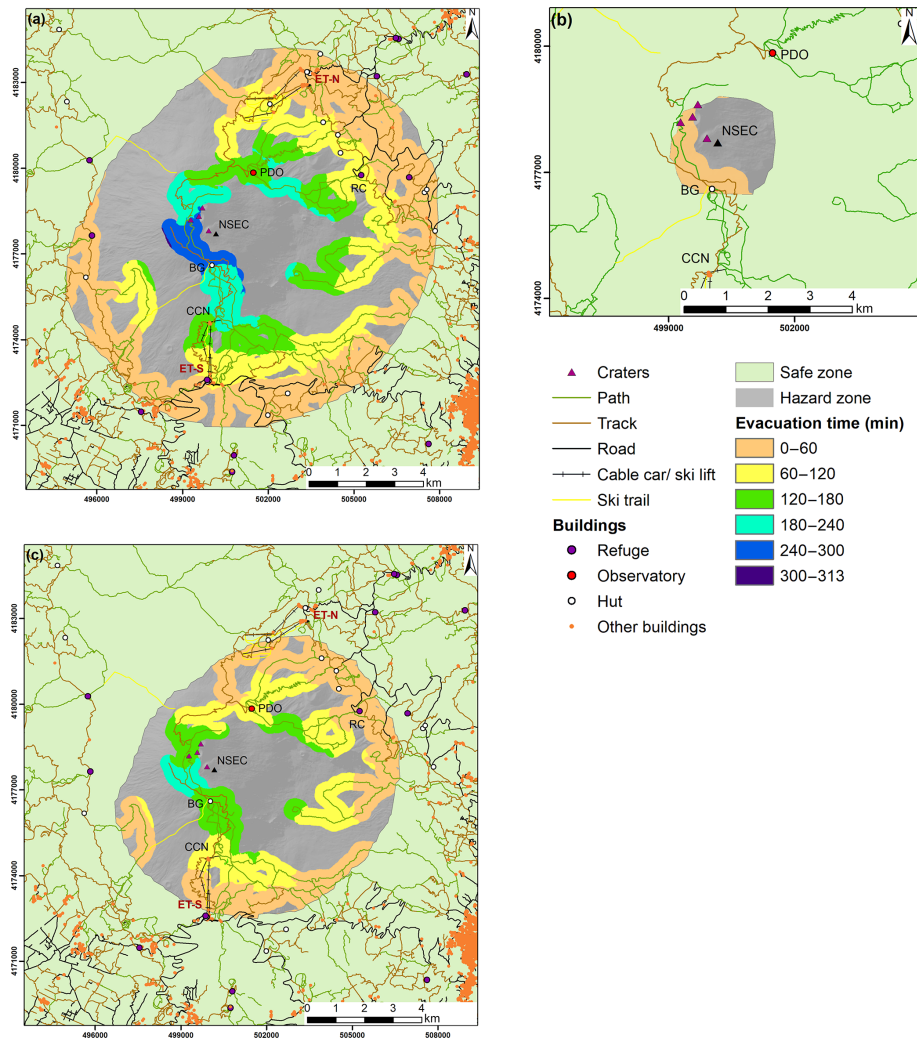 (a)
N
ET-N
PDO
RC
NSEC
BG
CCN
ET-S
4183000
4180000
4177000
4174000
4171000
0 1 2 3 4
km
496000 499000 502000 505000 508000
(b)
N
PDO
NSEC
BG
CCN
4180000
4177000
4174000
0 1 2 3 4
km
499000 502000
Craters
Path
Track
Road
Cable car/ ski lift
Ski trail
Buildings
Refuge
Observatory
Hut
Other buildings
Safe zone
Hazard zone
Evacuation time (min)
0–60
60–120
120–180
180–240
240–300
300–313
(c)
N
ET-N
PDO
RC
NSEC
BG
CCN
ET-S
4183000
4180000
4177000
4174000
4171000
0 1 2 3 4
km
496000 499000 502000 505000 508000